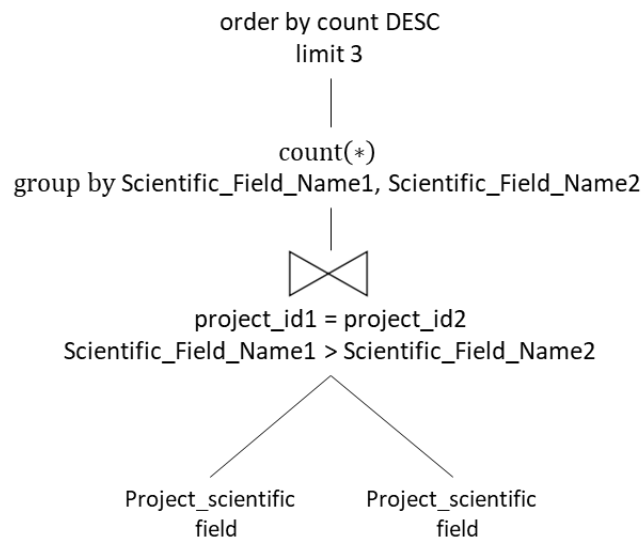 order by count DESC
limit 3
count(*)
group by Scientific_Field_Name1, Scientific_Field_Name2
project_id1 = project_id2
Scientific_Field_Name1 > Scientific_Field_Name2
Project_scientific
field
Project_scientific
field